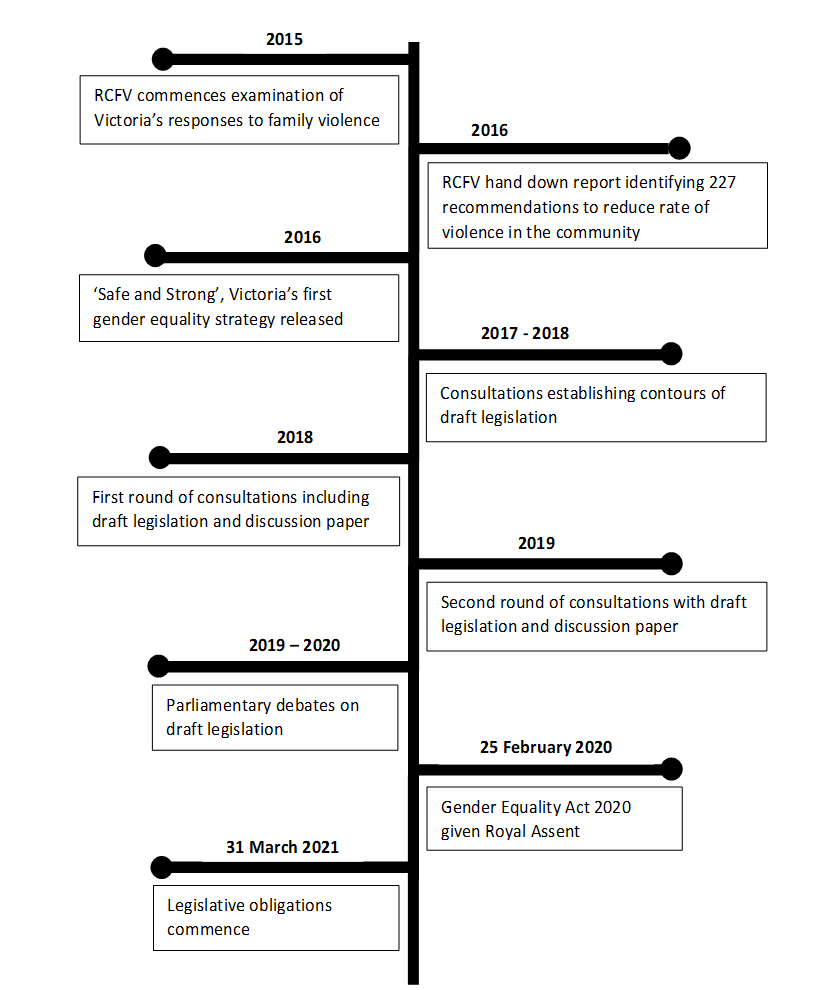 2015
RCFV commences examination of
Victoria’s responses to family violence
2016
RCFV hand down report identifying 227
recommendations to reduce rate of
violence in the community
2016
‘Safe and Strong’, Victoria’s first
gender equality strategy released
2017 - 2018
Consultations establishing contours of
draft legislation
2018
First round of consultations including
draft legislation and discussion paper
2019
Second round of consultations with draft
legislation and discussion paper
2019 – 2020
Parliamentary debates on
draft legislation
25 February 2020
Gender Equality Act 2020
given Royal Assent
31 March 2021
Legislative obligations
commence